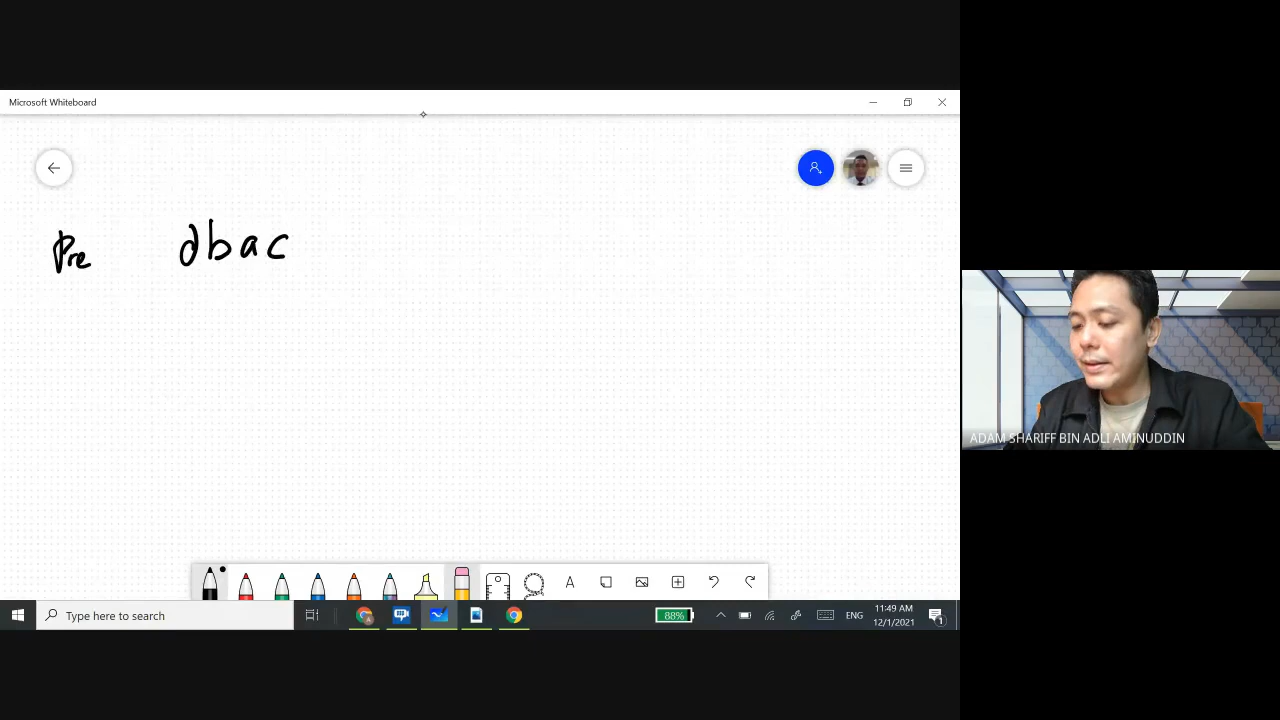 Microsoft Whiteboard
Pre dbac
ADAM SHARIFF BIN ADLI AMINUDDIN
A
Type here to search
88%
ENG
11:49 AM
12/1/2021
1